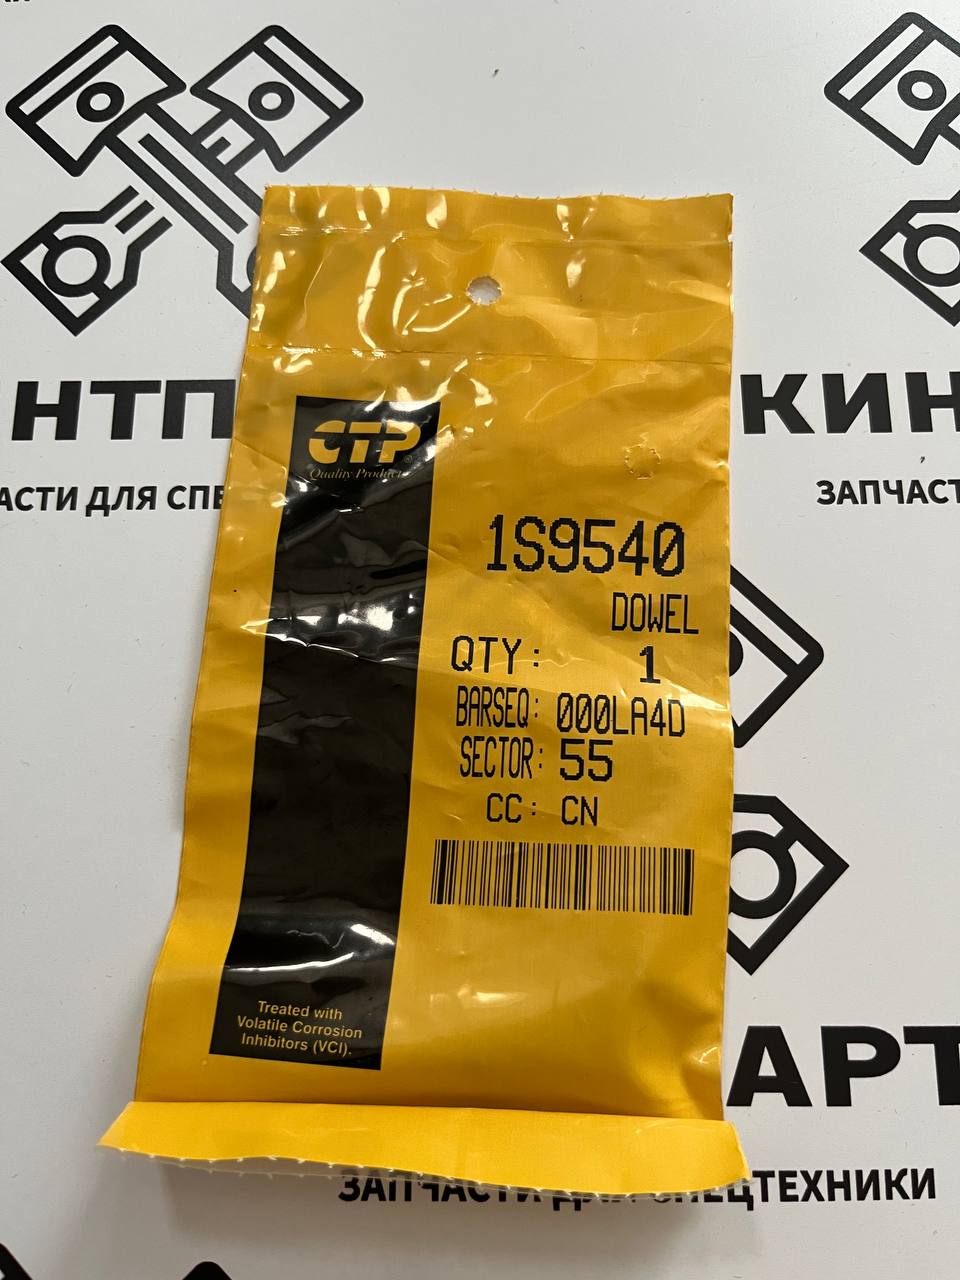 НТП
КИН
АСТИ ДЛЯ СПЕ
ЗАПЧАСТ
CTP®
Quality Products
1S9540
DOWEL
QTY: 1
BARSEQ: 000LA4D
SECTOR: 55
CC: CN
Treated with
Volatile Corrosion
Inhibitors (VCI).
АРТ
ЗАПЧАСТИ ДЛЯ СПЕЦТЕХНИКИ